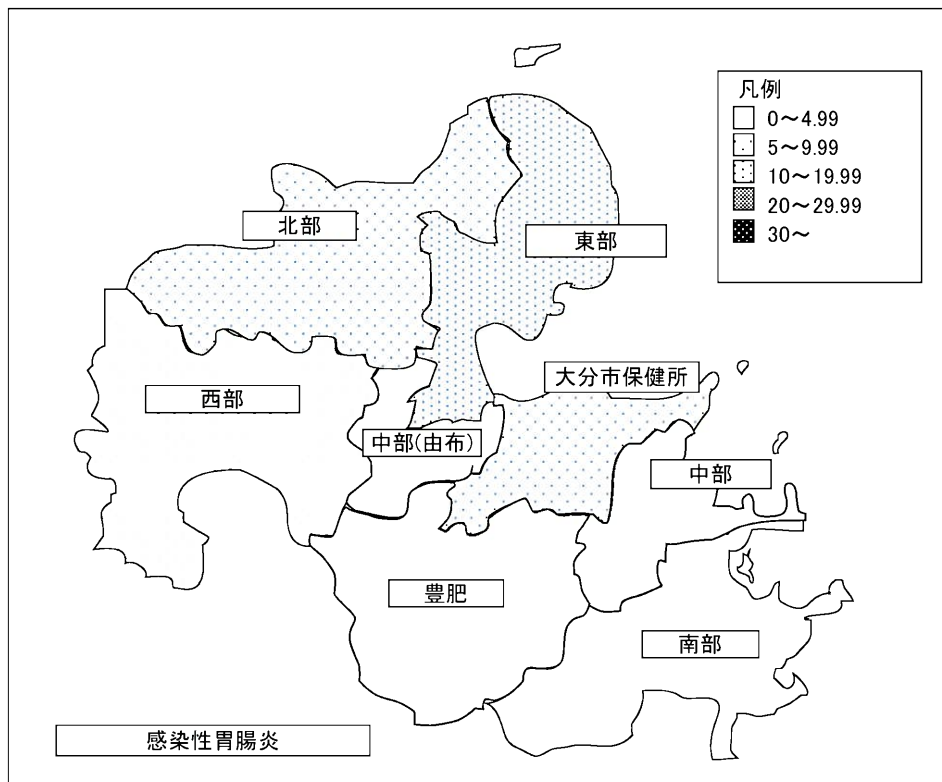 凡例
0～4.99
5～9.99
10～19.99
20～29.99
30～
北部
東部
大分市保健所
西部
中部(由布)
中部
豊肥
南部
感染性胃腸炎